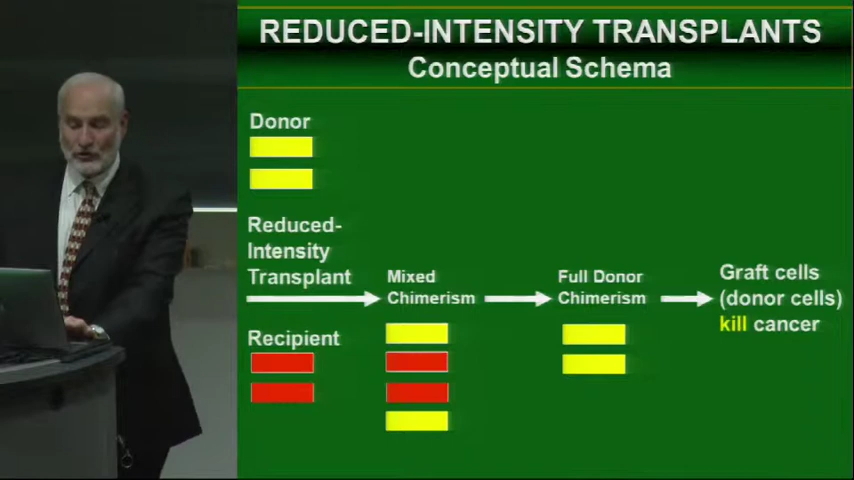 REDUCED-INTENSITY TRANSPLANTS
Conceptual Schema
Donor
Reduced-
Intensity
Transplant
Mixed
Chimerism
Full Donor
Chimerism
Graft cells
(donor cells)
kill cancer
Recipient